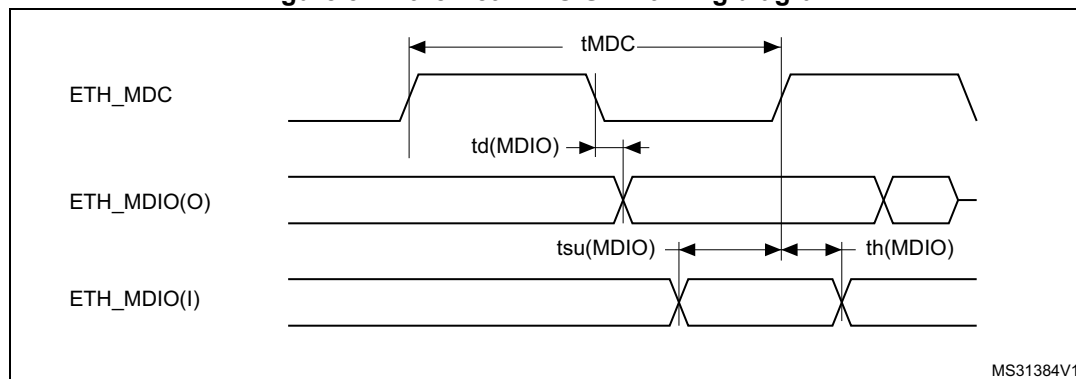 tMDC
ETH_MDC
td(MDIO)
ETH_MDIO(O)
tsu(MDIO)
th(MDIO)
ETH_MDIO(I)
MS31384V1